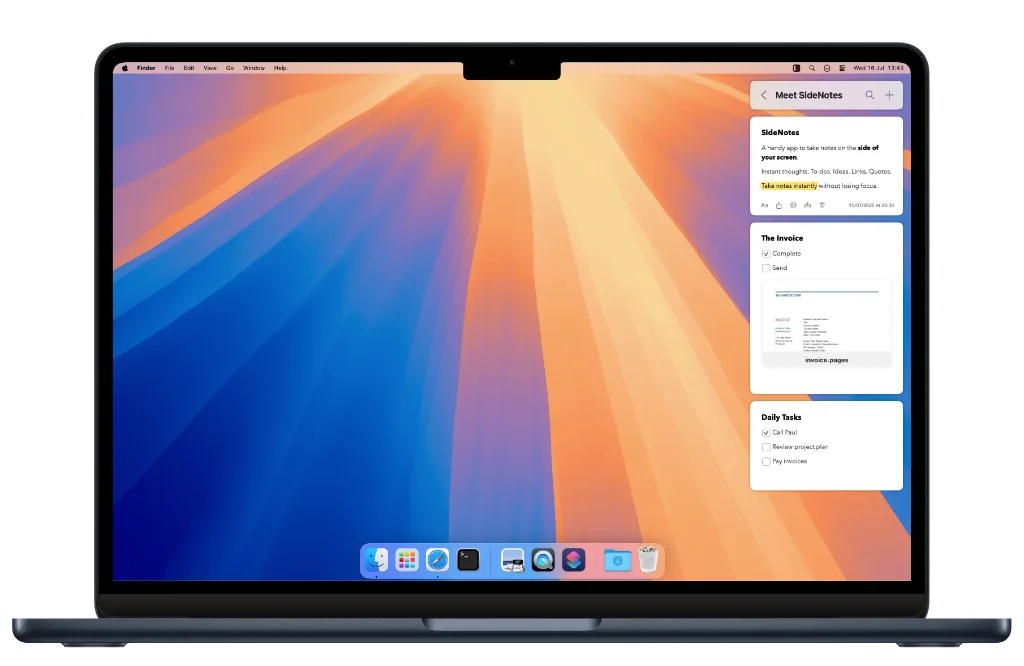 Finder File Edit View Go Window Help
Wed 16 Jul 13:43
Meet SideNotes
SideNotes
A handy app to take notes on the side of
your screen.
Instant thoughts. To-dos. Ideas. Links. Quotes.
Take notes instantly without losing focus.
Aa
The Invoice
Complete
Send
INVOICE
invoice.pages
Daily Tasks
Call Paul
Review project plan
Pay invoices